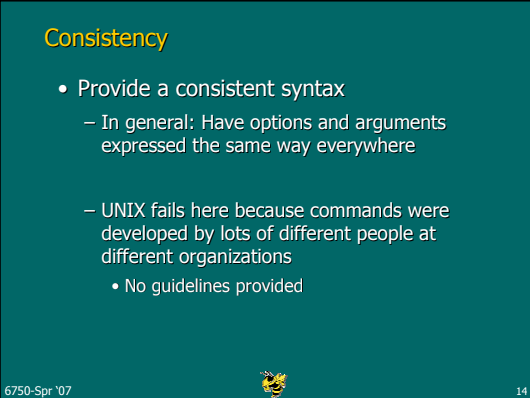 Consistency
• Provide a consistent syntax
– In general: Have options and arguments
expressed the same way everywhere
– UNIX fails here because commands were
developed by lots of different people at
different organizations
• No guidelines provided
6750-Spr ‘07
14